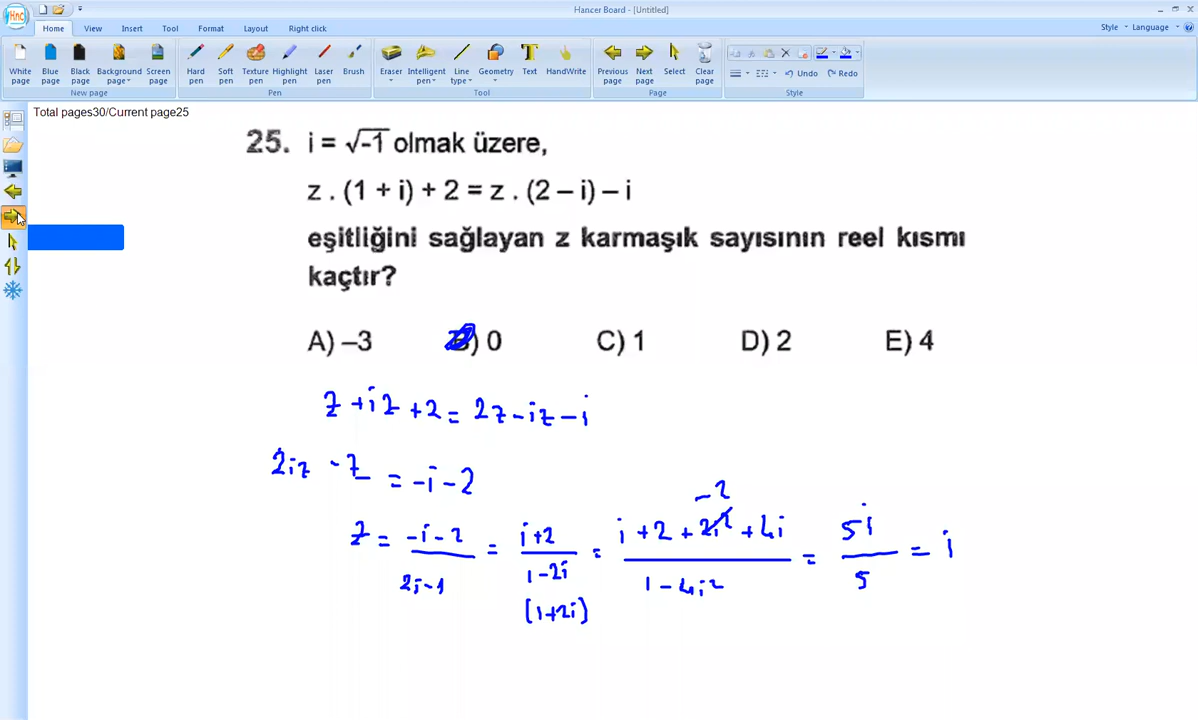 Hancer Board - [Untitled]
Hnc
Home View Insert Tool Format Layout Right click Style Language
White page Blue page Black page Background page Screen page Hard pen Soft pen Texture pen Highlight pen Laser pen Brush Eraser Intelligent pen Line type Geometry Text HandWrite Previous page Next page Select Clear page Undo Redo
New page Pen Tool Page Style
Total pages30/Current page25
25. i = √-1 olmak üzere,
z . (1 + i) + 2 = z . (2 – i) – i
eşitliğini sağlayan z karmaşık sayısının reel kısmı
kaçtır?
A) –3 B) 0 C) 1 D) 2 E) 4
z + iz + 2 = 2z - iz - i
2iz - z = -i - 2
z = -i-2 / 2i-1 = i+2 / 1-2i = i + 2 + 2i² + 4i / 1 - 4i² = 5i / 5 = i
-2
(1+2i)